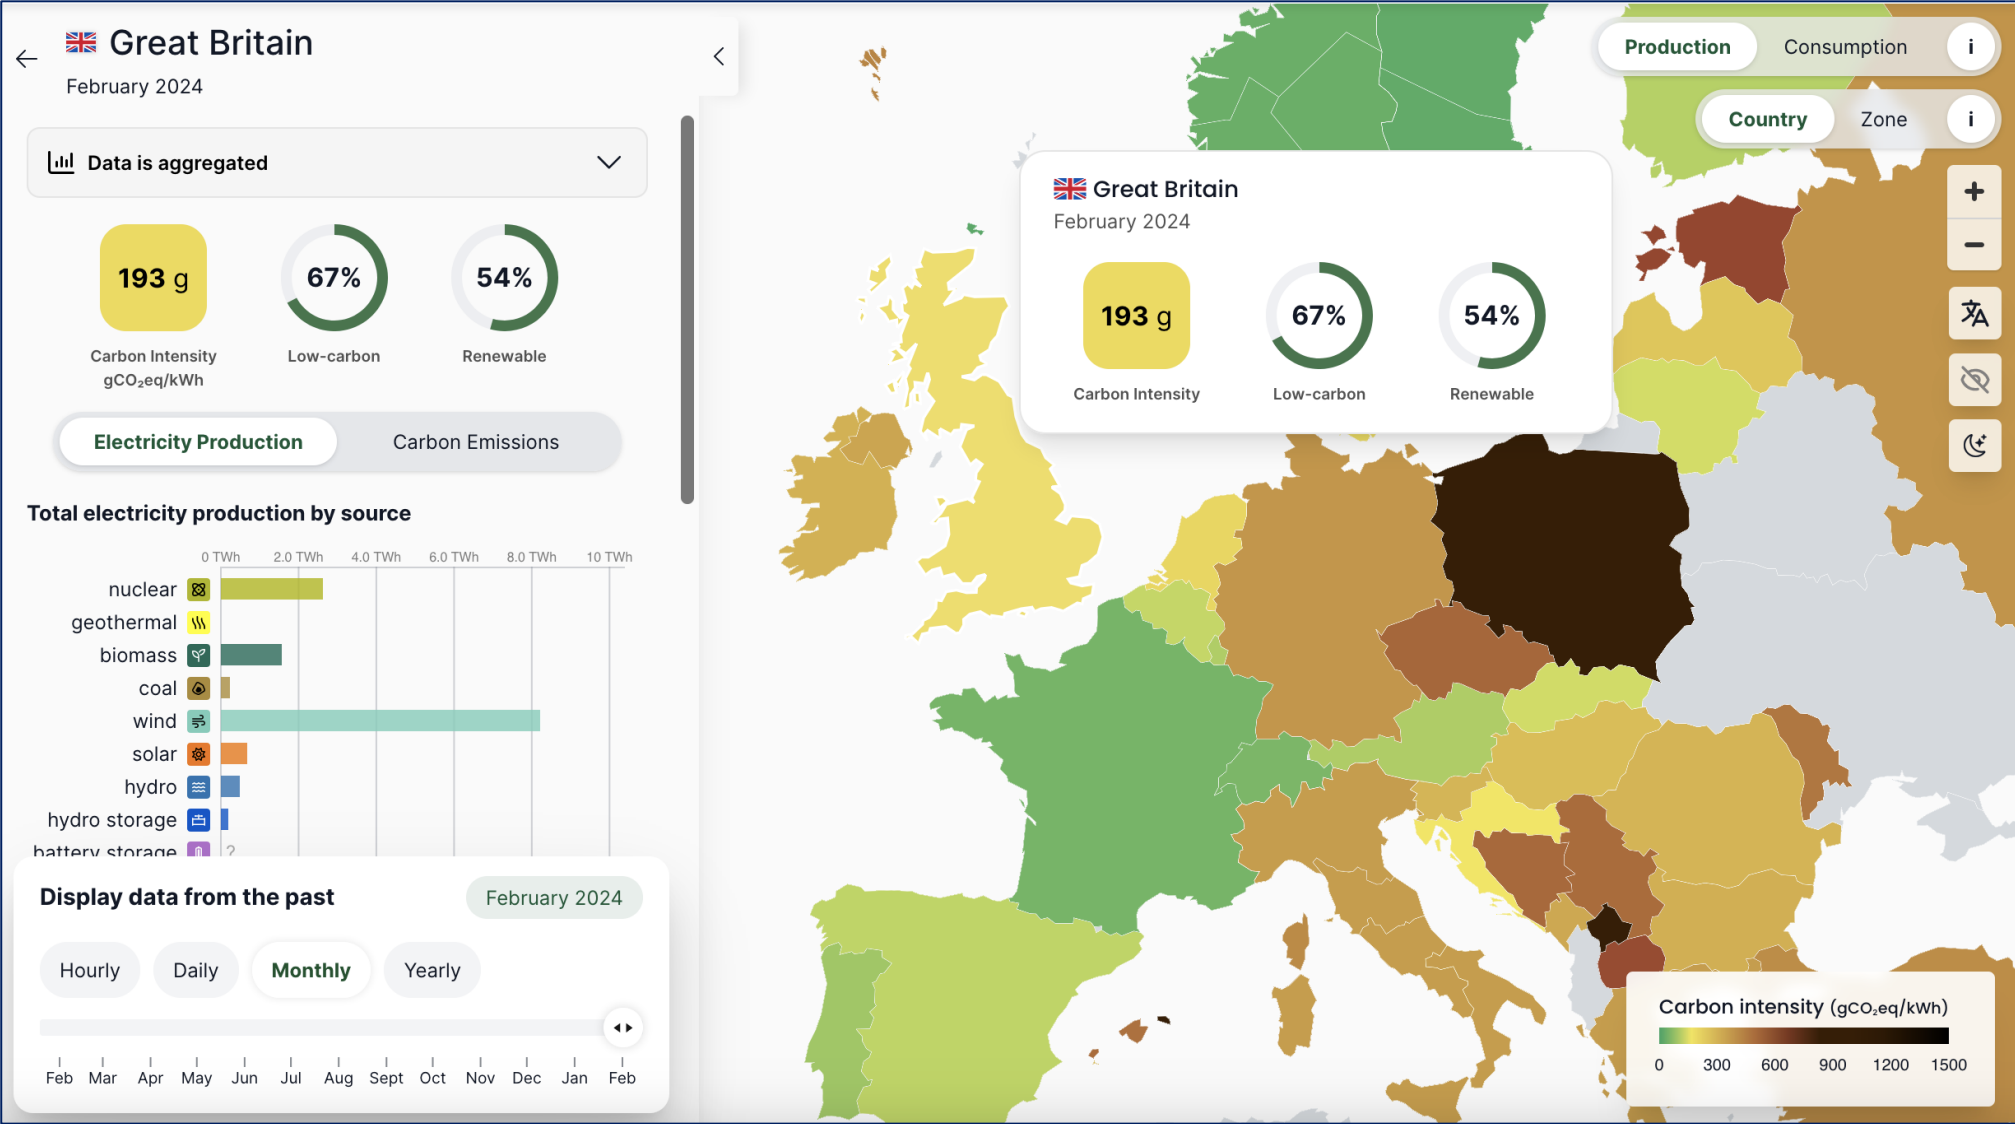 Great Britain
February 2024
Data is aggregated
193 g
67%
54%
Carbon Intensity
gCO₂eq/kWh
Low-carbon
Renewable
Electricity Production
Carbon Emissions
Total electricity production by source
0 TWh
2.0 TWh
4.0 TWh
6.0 TWh
8.0 TWh
10 TWh
nuclear
geothermal
biomass
coal
wind
solar
hydro
hydro storage
battery storage
?
Display data from the past
February 2024
Hourly
Daily
Monthly
Yearly
Feb
Mar
Apr
May
Jun
Jul
Aug
Sept
Oct
Nov
Dec
Jan
Feb
Great Britain
February 2024
193 g
67%
54%
Carbon Intensity
Low-carbon
Renewable
Production
Consumption
i
Country
Zone
i
+
−
Carbon intensity (gCO₂eq/kWh)
0
300
600
900
1200
1500